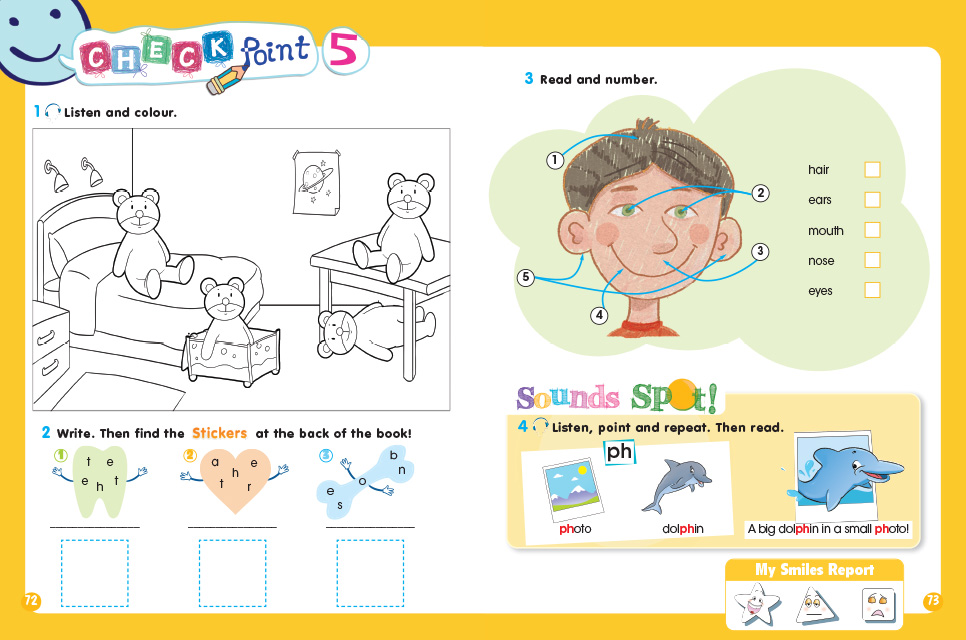 CHECK Point 5
1 Listen and colour.
2 Write. Then find the Stickers at the back of the book!
1
t e
e h t
2
a h e
t r
3
b
n
o
e
s
72
3 Read and number.
1
2
3
4
5
hair
ears
mouth
nose
eyes
Sounds Spot!
4 Listen, point and repeat. Then read.
ph
photo
dolphin
A big dolphin in a small photo!
My Smiles Report
73